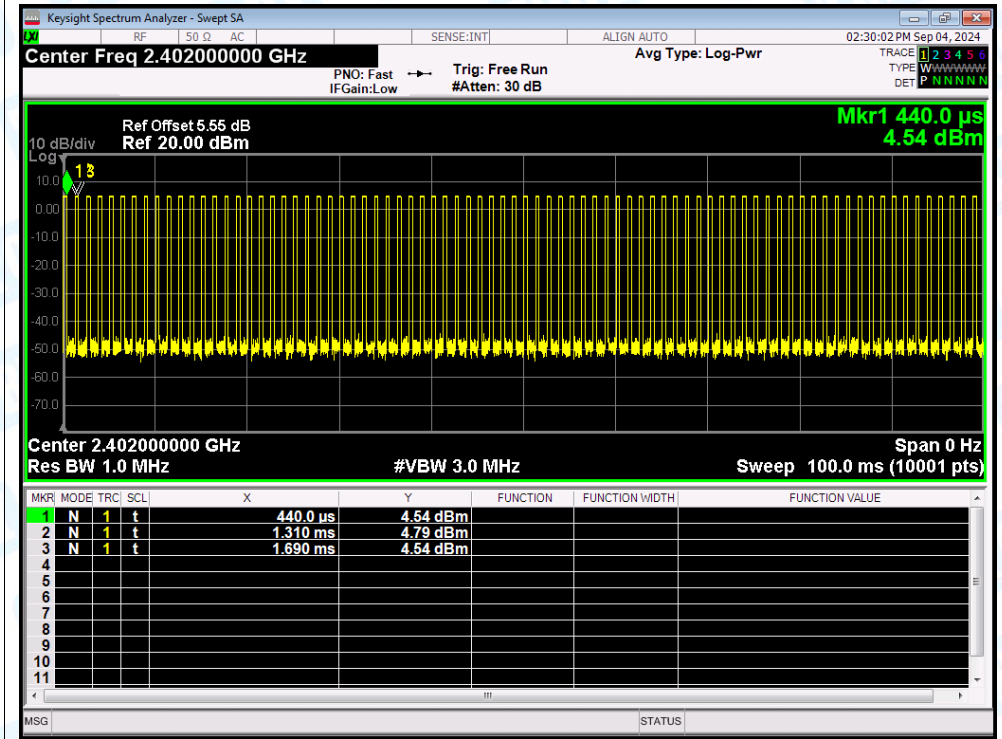 Keysight Spectrum Analyzer - Swept SA
LXI RF 50 Ω AC SENSE:INT ALIGN AUTO 02:30:02 PM Sep 04, 2024
Center Freq 2.402000000 GHz Avg Type: Log-Pwr TRACE 1 2 3 4 5 6
PNO: Fast Trig: Free Run TYPE WWWWWW
IFGain:Low #Atten: 30 dB DET P N N N N N
Mkr1 440.0 µs
Ref Offset 5.55 dB
10 dB/div Ref 20.00 dBm 4.54 dBm
Log
1 3
10.0
0.00
-10.0
-20.0
-30.0
-40.0
-50.0
-60.0
-70.0
Center 2.402000000 GHz Span 0 Hz
Res BW 1.0 MHz #VBW 3.0 MHz Sweep 100.0 ms (10001 pts)
MKR MODE TRC SCL X Y FUNCTION FUNCTION WIDTH FUNCTION VALUE
1 N 1 t 440.0 µs 4.54 dBm
2 N 1 t 1.310 ms 4.79 dBm
3 N 1 t 1.690 ms 4.54 dBm
4
5
6
7
8
9
10
11
MSG STATUS